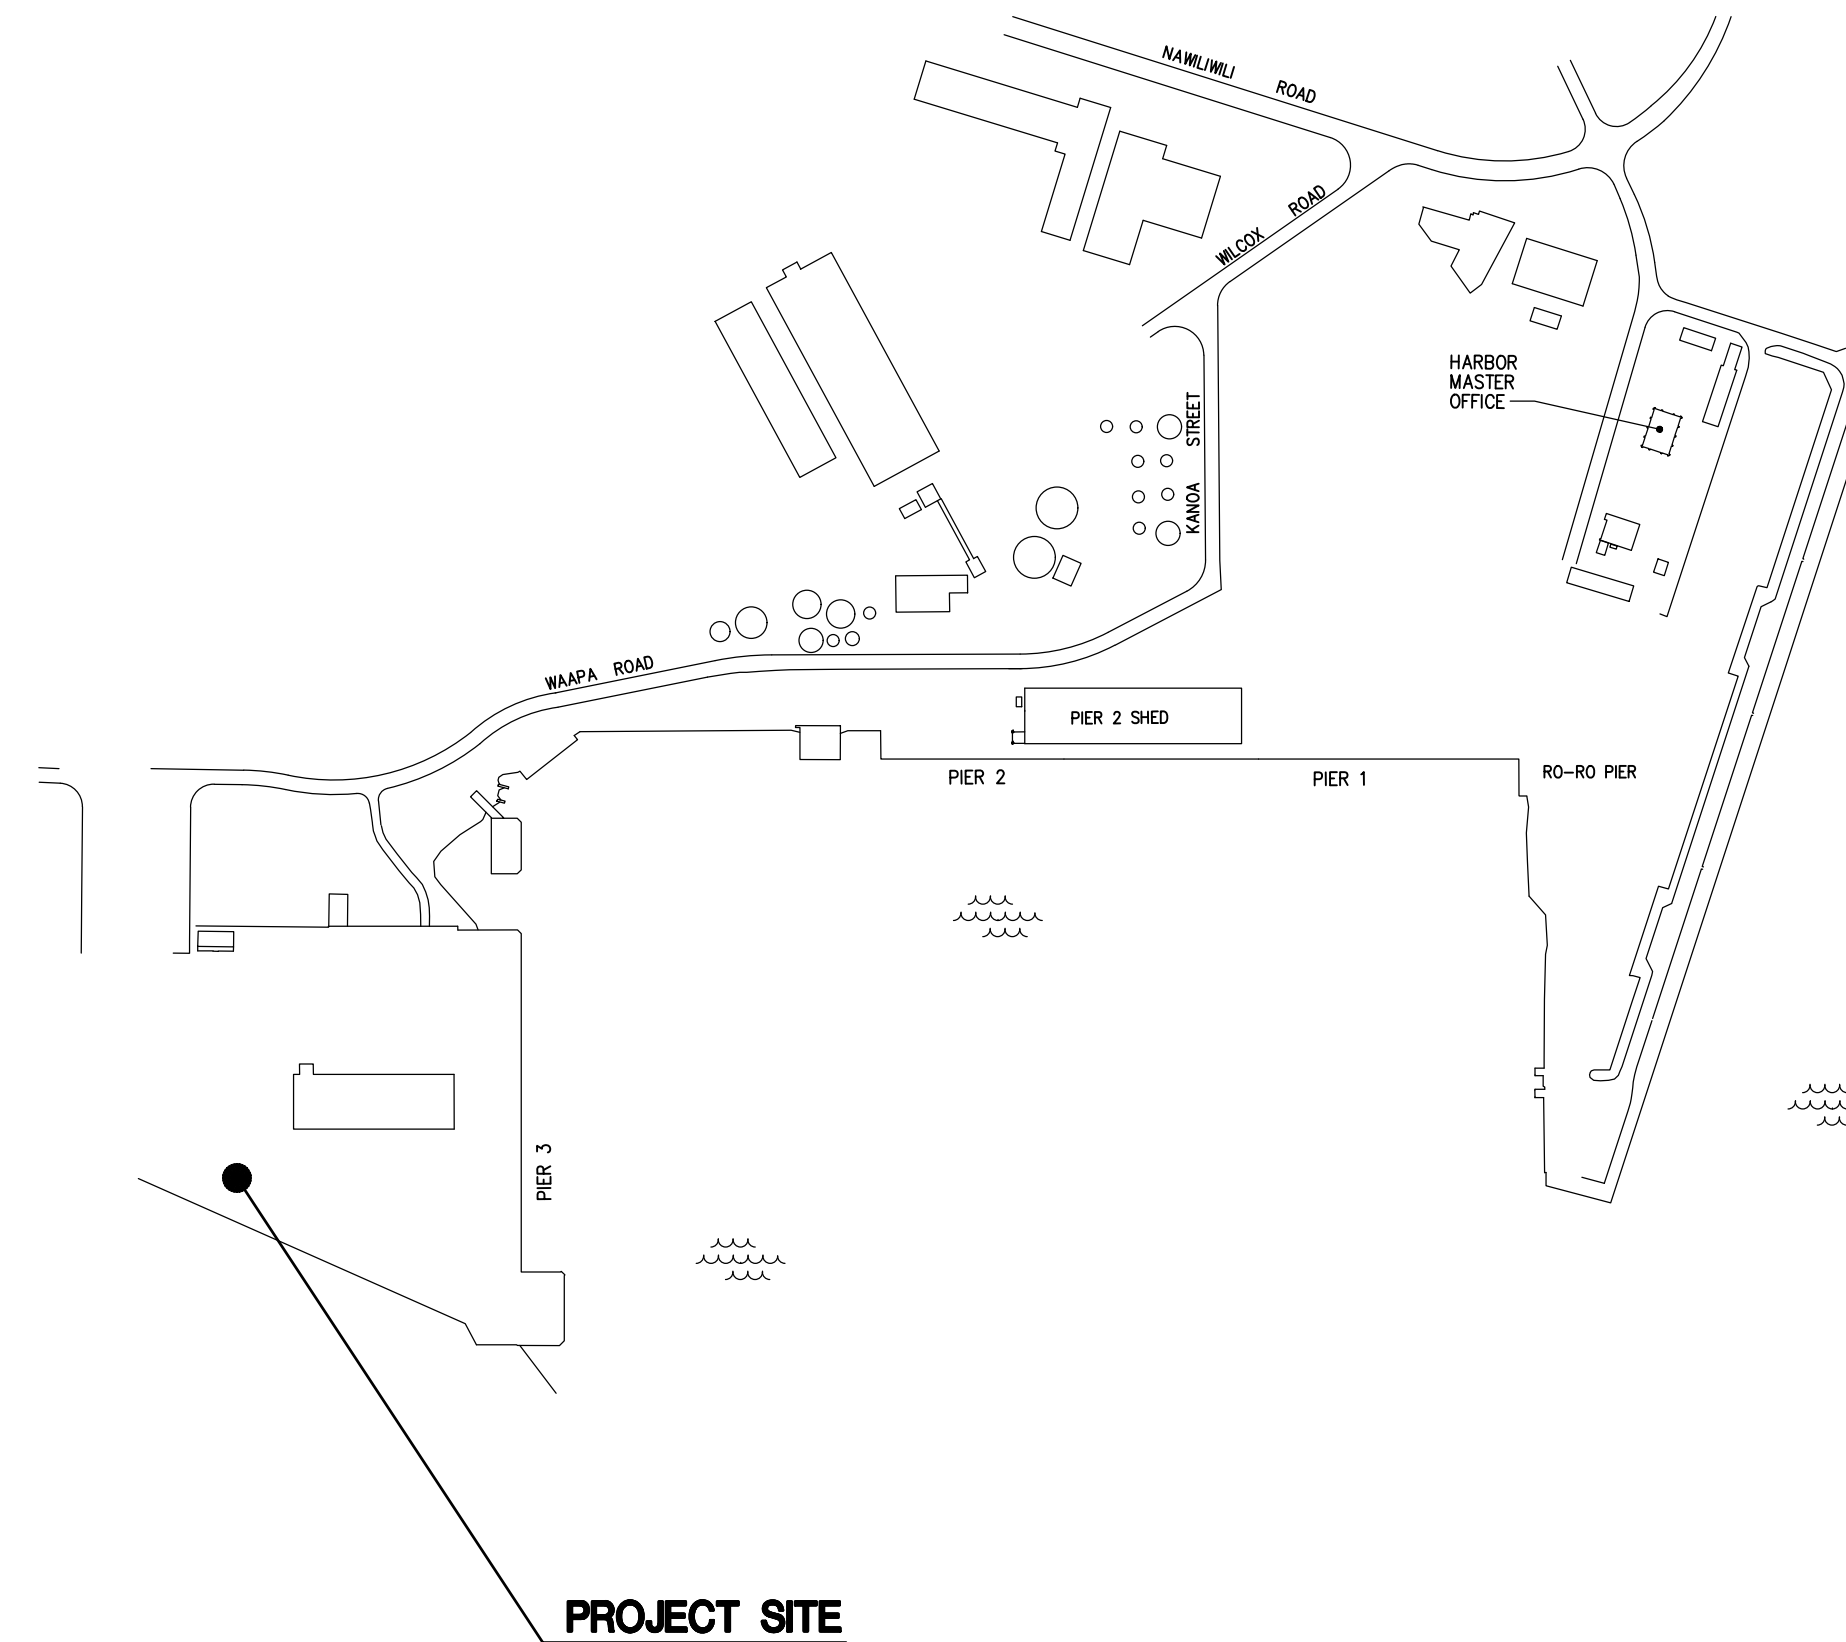 NAWILIWILI ROAD
WILCOX ROAD
HARBOR
MASTER
OFFICE
KANOA STREET
WAAPA ROAD
PIER 2 SHED
PIER 2
PIER 1
RO-RO PIER
PIER 3
PROJECT SITE